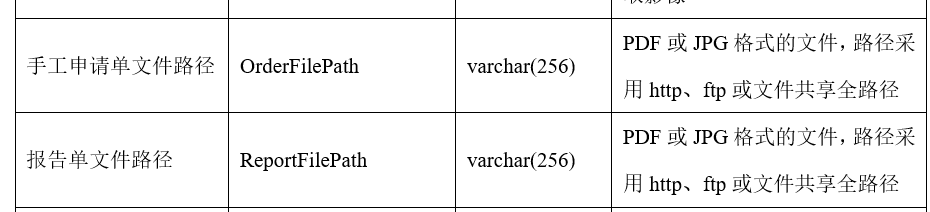 手工申请单文件路径 OrderFilePath varchar(256) PDF 或 JPG 格式的文件，路径采
用 http、ftp 或文件共享全路径
报告单文件路径 ReportFilePath varchar(256) PDF 或 JPG 格式的文件，路径采
用 http、ftp 或文件共享全路径